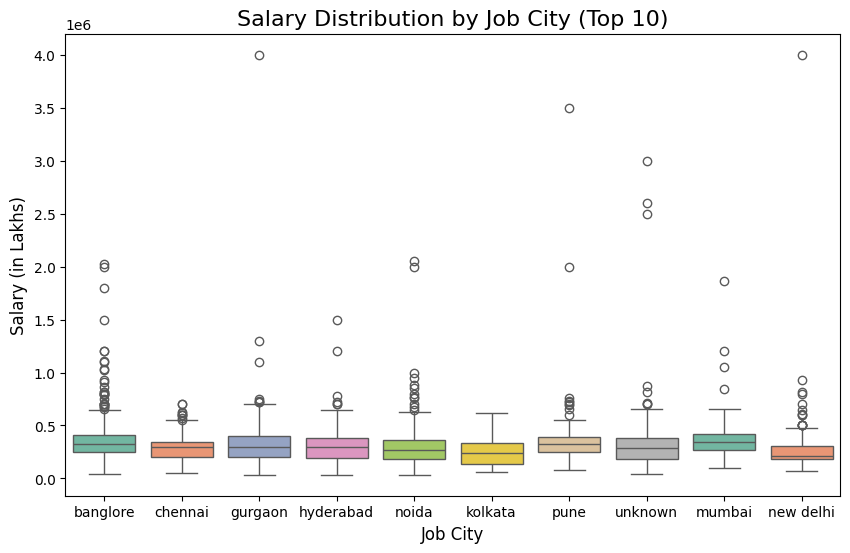 Salary Distribution by Job City (Top 10)
1e6
4.0
3.5
3.0
2.5
2.0
1.5
1.0
0.5
0.0
Salary (in Lakhs)
banglore chennai gurgaon hyderabad noida kolkata pune unknown mumbai new delhi
Job City